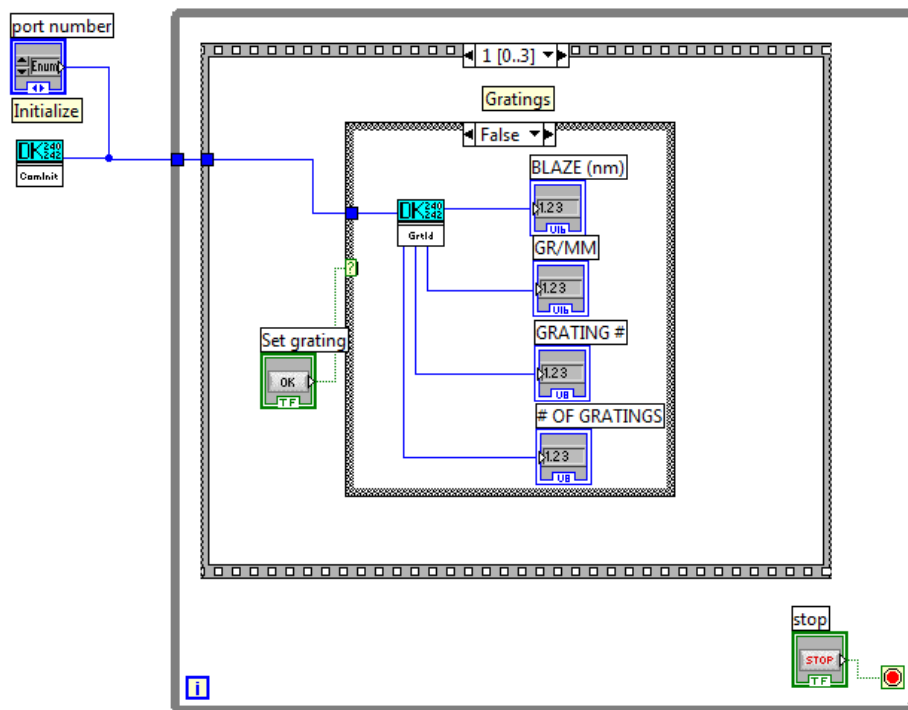 port number
Enum
Initialize
DK 240 242
ComInit
1 [0..3]
Gratings
False
BLAZE (nm)
1.23
U16
DK 240 242
GrtId
GR/MM
1.23
U16
?
Set grating
OK
TF
GRATING #
1.23
U8
# OF GRATINGS
1.23
U8
stop
STOP
TF
i